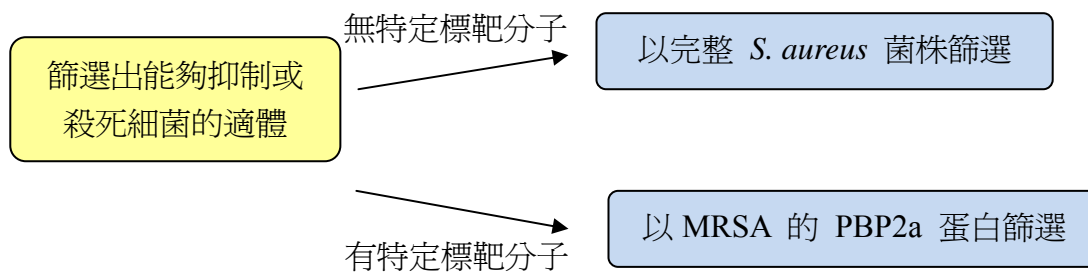 無特定標靶分子
篩選出能夠抑制或
殺死細菌的適體
以完整 S. aureus 菌株篩選
以 MRSA 的 PBP2a 蛋白篩選
有特定標靶分子